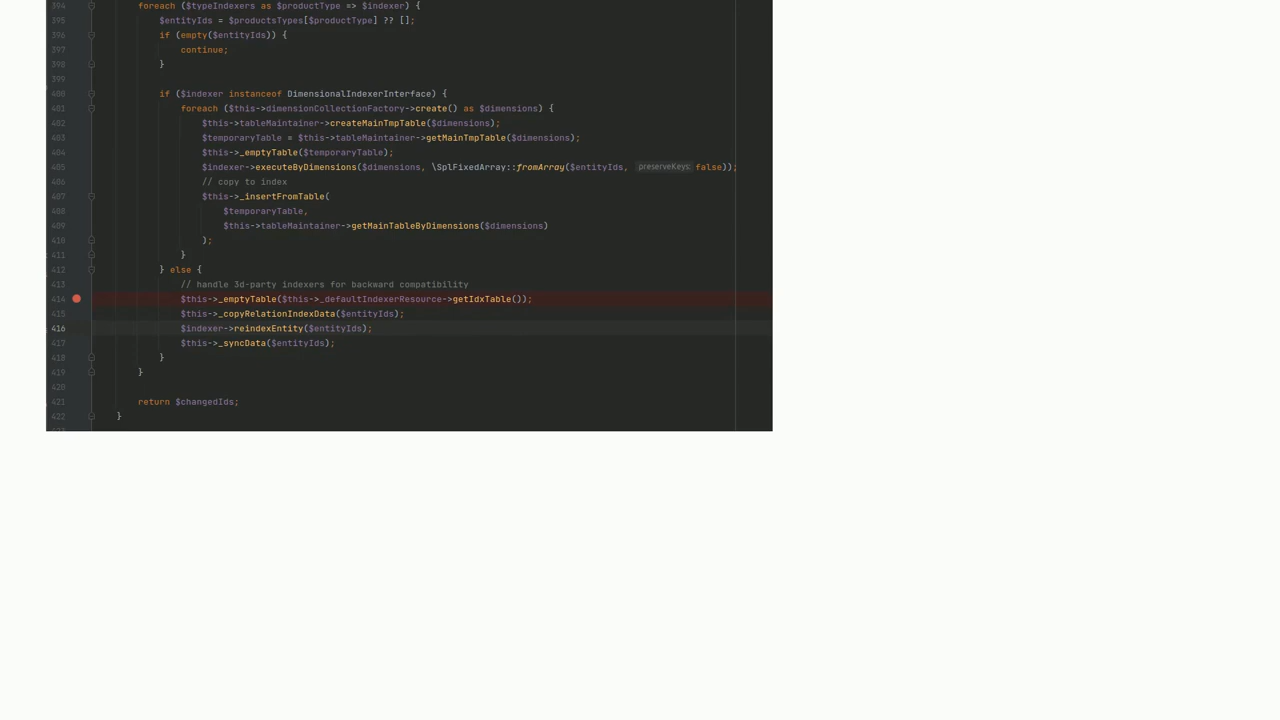 394 foreach ($typeIndexers as $productType => $indexer) {
395 $entityIds = $productsTypes[$productType] ?? [];
396 if (empty($entityIds)) {
397 continue;
398 }
399
400 if ($indexer instanceof DimensionalIndexerInterface) {
401 foreach ($this->dimensionCollectionFactory->create() as $dimensions) {
402 $this->tableMaintainer->createMainTmpTable($dimensions);
403 $temporaryTable = $this->tableMaintainer->getMainTmpTable($dimensions);
404 $this->_emptyTable($temporaryTable);
405 $indexer->executeByDimensions($dimensions, \SplFixedArray::fromArray($entityIds, preserveKeys: false));
406 // copy to index
407 $this->_insertFromTable(
408 $temporaryTable,
409 $this->tableMaintainer->getMainTableByDimensions($dimensions)
410 );
411 }
412 } else {
413 // handle 3d-party indexers for backward compatibility
414 $this->_emptyTable($this->_defaultIndexerResource->getIdxTable());
415 $this->_copyRelationIndexData($entityIds);
416 $indexer->reindexEntity($entityIds);
417 $this->_syncData($entityIds);
418 }
419 }
420
421 return $changedIds;
422 }